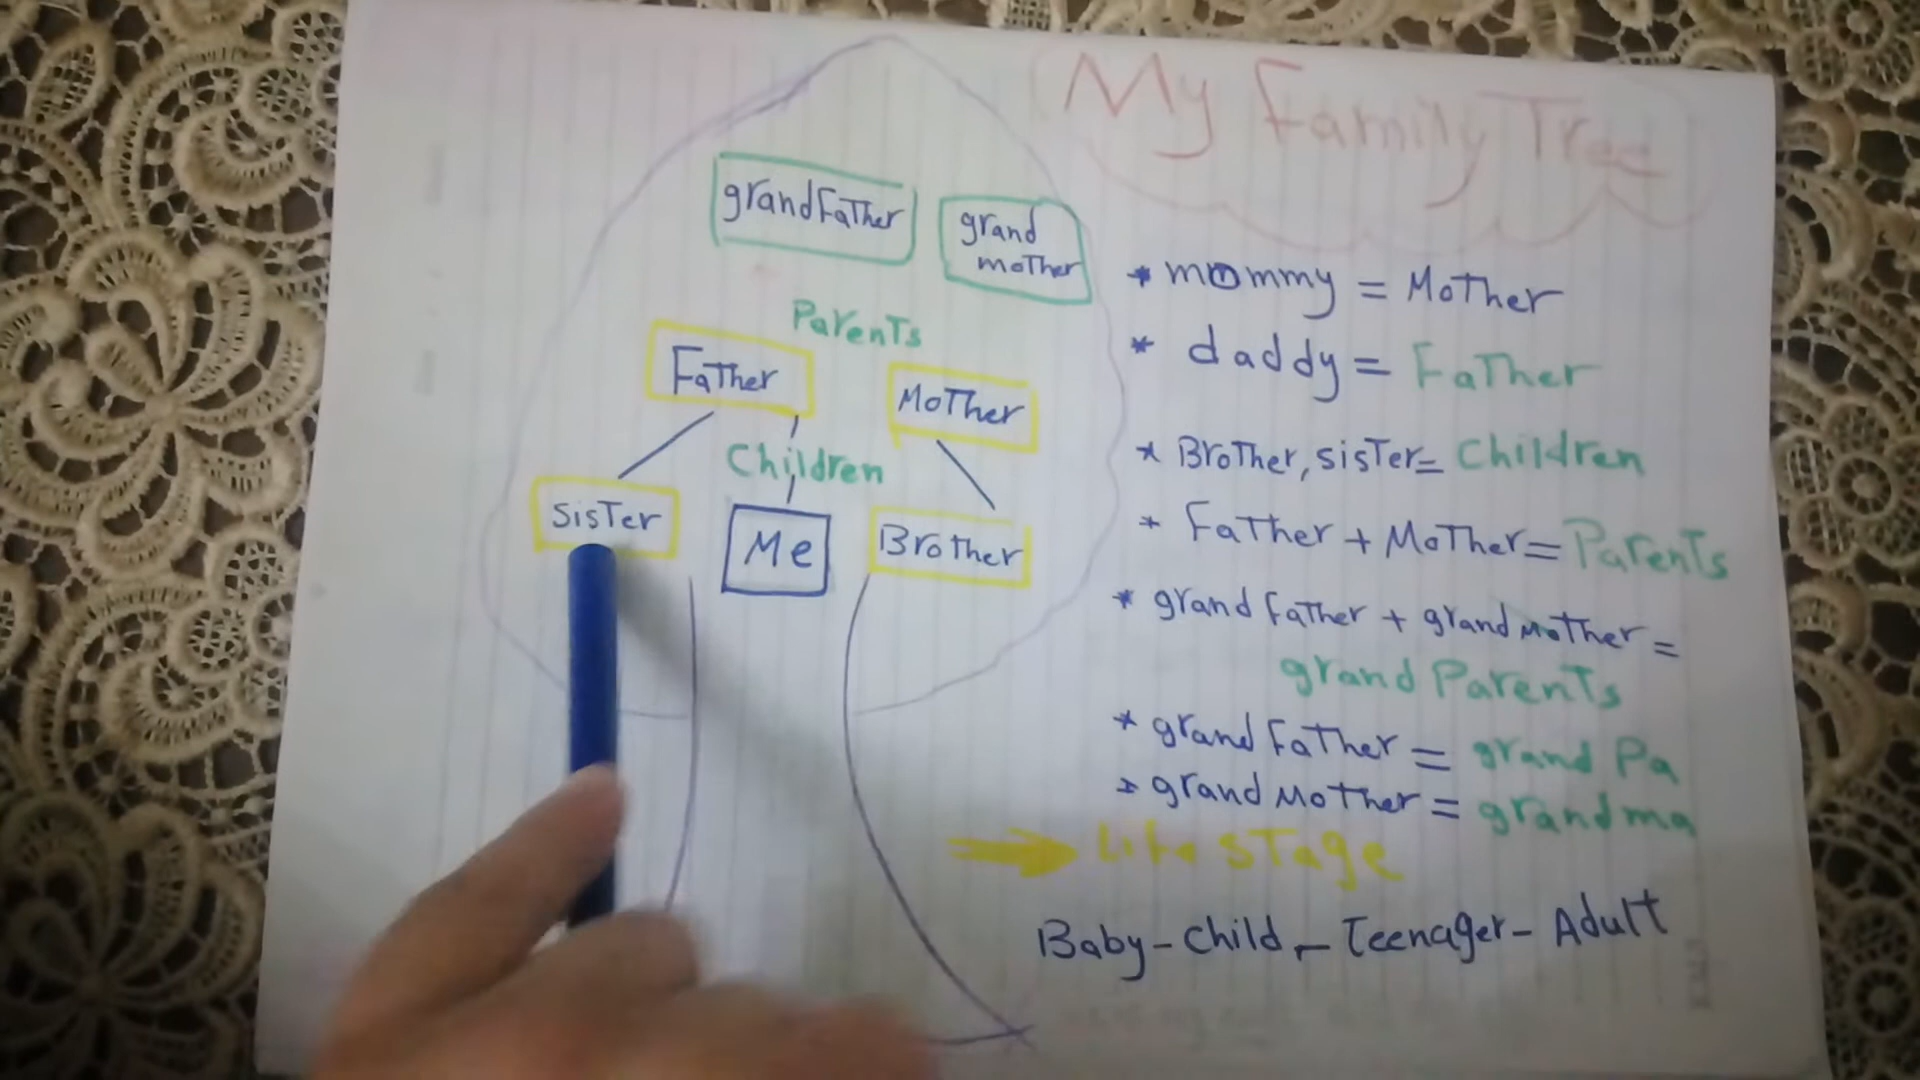 My Family Tree
grandFather
grand
mother
Parents
Father
Mother
Children
Sister
Me
Brother
* mommy = Mother
* daddy = Father
* Brother, sister = Children
* Father + Mother = Parents
* grand father + grand Mother =
grand Parents
* grand father = grand Pa
* grand Mother = grand ma
Life Stage
Baby - child - Teenager - Adult